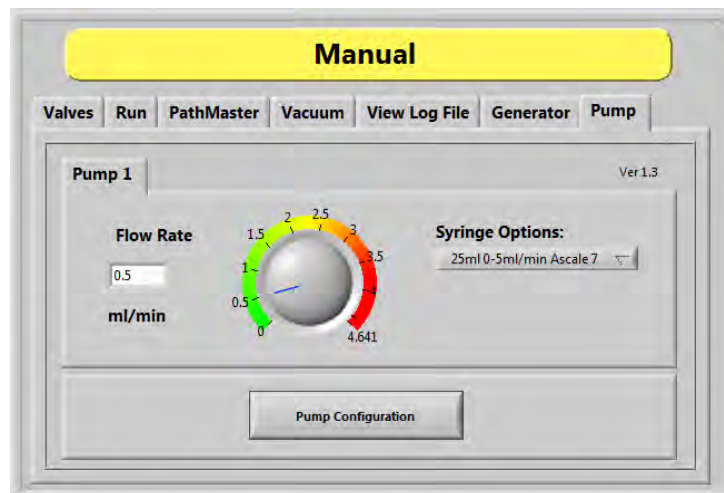 Manual
Valves Run PathMaster Vacuum View Log File Generator Pump
Pump 1
Ver 1.3
Flow Rate
0.5
ml/min
0
0.5
1
1.5
2
2.5
3
3.5
4
4.641
Syringe Options:
25ml 0-5ml/min Ascale 7
Pump Configuration